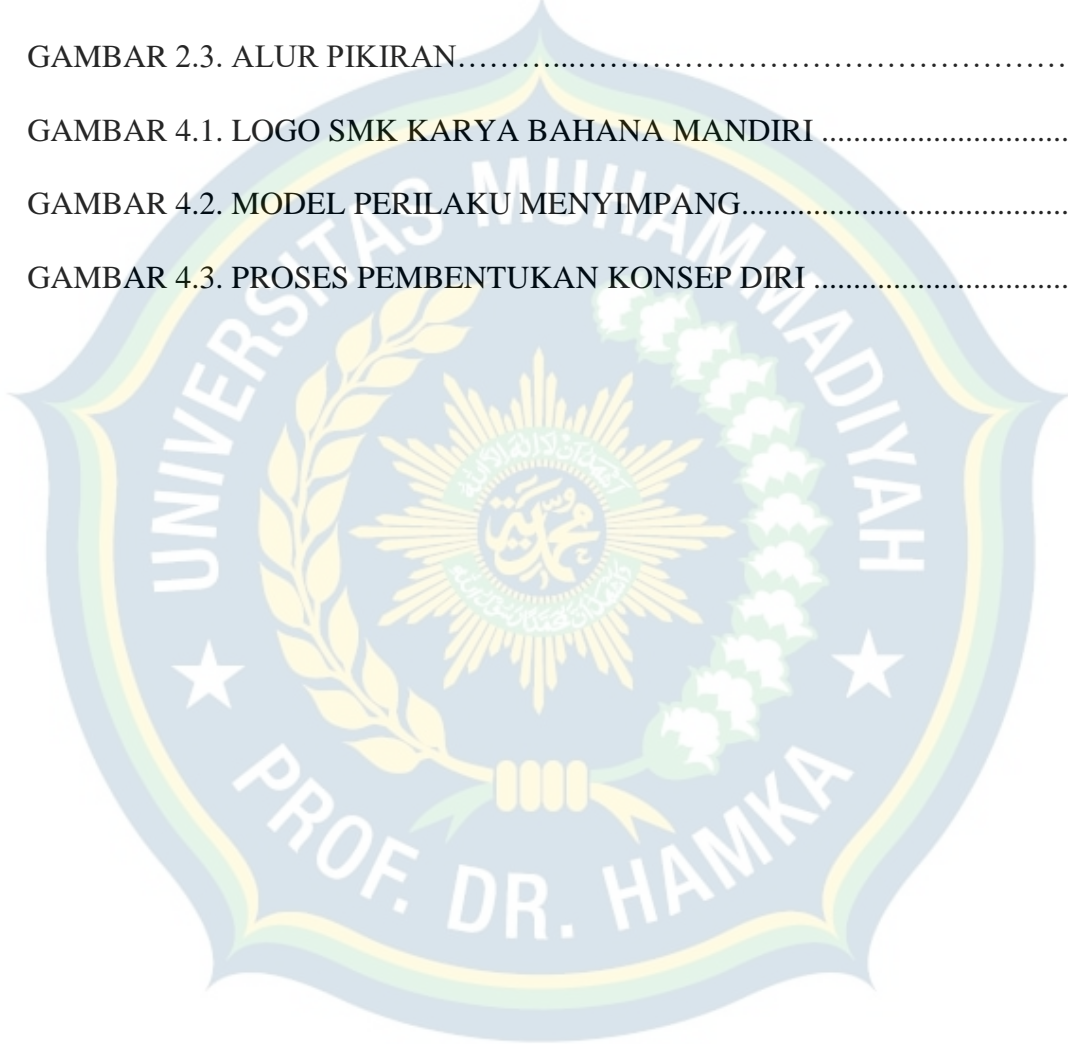 GAMBAR 2.3. ALUR PIKIRAN………...……………………………………………
GAMBAR 4.1. LOGO SMK KARYA BAHANA MANDIRI ..............................
GAMBAR 4.2. MODEL PERILAKU MENYIMPANG.......................................
GAMBAR 4.3. PROSES PEMBENTUKAN KONSEP DIRI ...............................
UNIVERSITAS MUHAMMADIYAH
PROF. DR. HAMKA